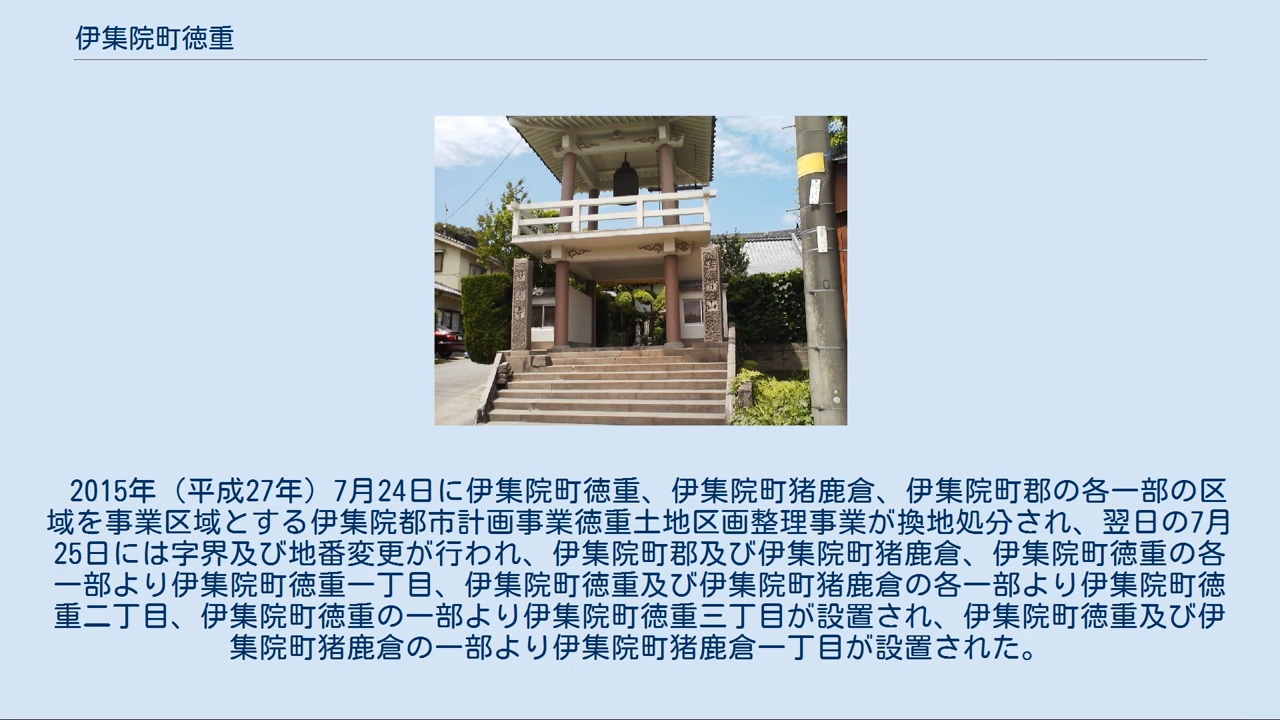 伊集院町徳重
2015年（平成27年）7月24日に伊集院町徳重、伊集院町猪鹿倉、伊集院町郡の各一部の区
域を事業区域とする伊集院都市計画事業徳重土地区画整理事業が換地処分され、翌日の7月
25日には字界及び地番変更が行われ、伊集院町郡及び伊集院町猪鹿倉、伊集院町徳重の各
一部より伊集院町徳重一丁目、伊集院町徳重及び伊集院町猪鹿倉の各一部より伊集院町徳
重二丁目、伊集院町徳重の一部より伊集院町徳重三丁目が設置され、伊集院町徳重及び伊
集院町猪鹿倉の一部より伊集院町猪鹿倉一丁目が設置された。